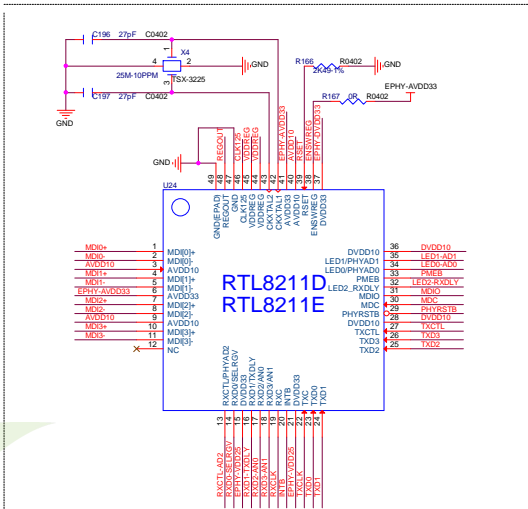 C196 27pF C0402
X4
25M-10PPM
TSX-3225
C197 27pF C0402
1
4
2
3
GND
GND
R166 R0402
2K49-1%
GND
EPHY-AVDD33
R167 0R R0402
GND
REGOUT
CLK125
VDDREG
VDDREG
EPHY-AVDD33
AVDD10
RSET
ENSWREG
EPHY-DVDD33
49
48
47
46
45
44
43
42
41
40
39
38
37
U24
GND(EPAD)
REGOUT
GND
CLK125
VDDREG
VDDREG
CKXTAL2
CKXTAL1
AVDD33
AVDD10
RSET
ENSWREG
DVDD33
RTL8211D
RTL8211E
MDI0+ 1 MDI[0]+
MDI0- 2 MDI[0]-
AVDD10 3 AVDD10
MDI1+ 4 MDI[1]+
MDI1- 5 MDI[1]-
EPHY-AVDD33 6 AVDD33
MDI2+ 7 MDI[2]+
MDI2- 8 MDI[2]-
AVDD10 9 AVDD10
MDI3+ 10 MDI[3]+
MDI3- 11 MDI[3]-
12 NC
DVDD10 36 DVDD10
LED1/PHYAD1 35 LED1-AD1
LED0/PHYAD0 34 LED0-AD0
PMEB 33 PMEB
LED2_RXDLY 32 LED2-RXDLY
MDIO 31 MDIO
MDC 30 MDC
PHYRSTB 29 PHYRSTB
DVDD10 28 DVDD10
TXCTL 27 TXCTL
TXD3 26 TXD3
TXD2 25 TXD2
RXCTL/PHYAD2
RXD0/SELRGV
DVDD33
RXD1/TXDLY
RXD2/AN0
RXD3/AN1
RXC
INTB
DVDD33
TXC
TXD0
TXD1
13
14
15
16
17
18
19
20
21
22
23
24
RXCTL-AD2
RXD0-SELRGV
EPHY-VDD25
RXD1-TXDLY
RXD2-AN0
RXD3-AN1
RXCLK
INTB
EPHY-VDD25
TXCLK
TXD0
TXD1